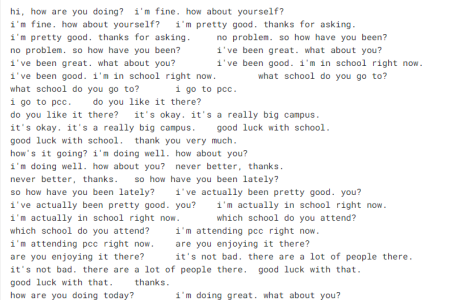 hi, how are you doing?	i'm fine. how about yourself?
i'm fine. how about yourself?	i'm pretty good. thanks for asking.
i'm pretty good. thanks for asking.	no problem. so how have you been?
no problem. so how have you been?	i've been great. what about you?
i've been great. what about you?	i've been good. i'm in school right now.
i've been good. i'm in school right now.	what school do you go to?
what school do you go to?	i go to pcc.
i go to pcc.	do you like it there?
do you like it there?	it's okay. it's a really big campus.
it's okay. it's a really big campus.	good luck with school.
good luck with school.	thank you very much.
how's it going?	i'm doing well. how about you?
i'm doing well. how about you?	never better, thanks.
never better, thanks.	so how have you been lately?
so how have you been lately?	i've actually been pretty good. you?
i've actually been pretty good. you?	i'm actually in school right now.
i'm actually in school right now.	which school do you attend?
which school do you attend?	i'm attending pcc right now.
i'm attending pcc right now.	are you enjoying it there?
are you enjoying it there?	it's not bad. there are a lot of people there.
it's not bad. there are a lot of people there.	good luck with that.
good luck with that.	thanks.
how are you doing today?	i'm doing great. what about you?